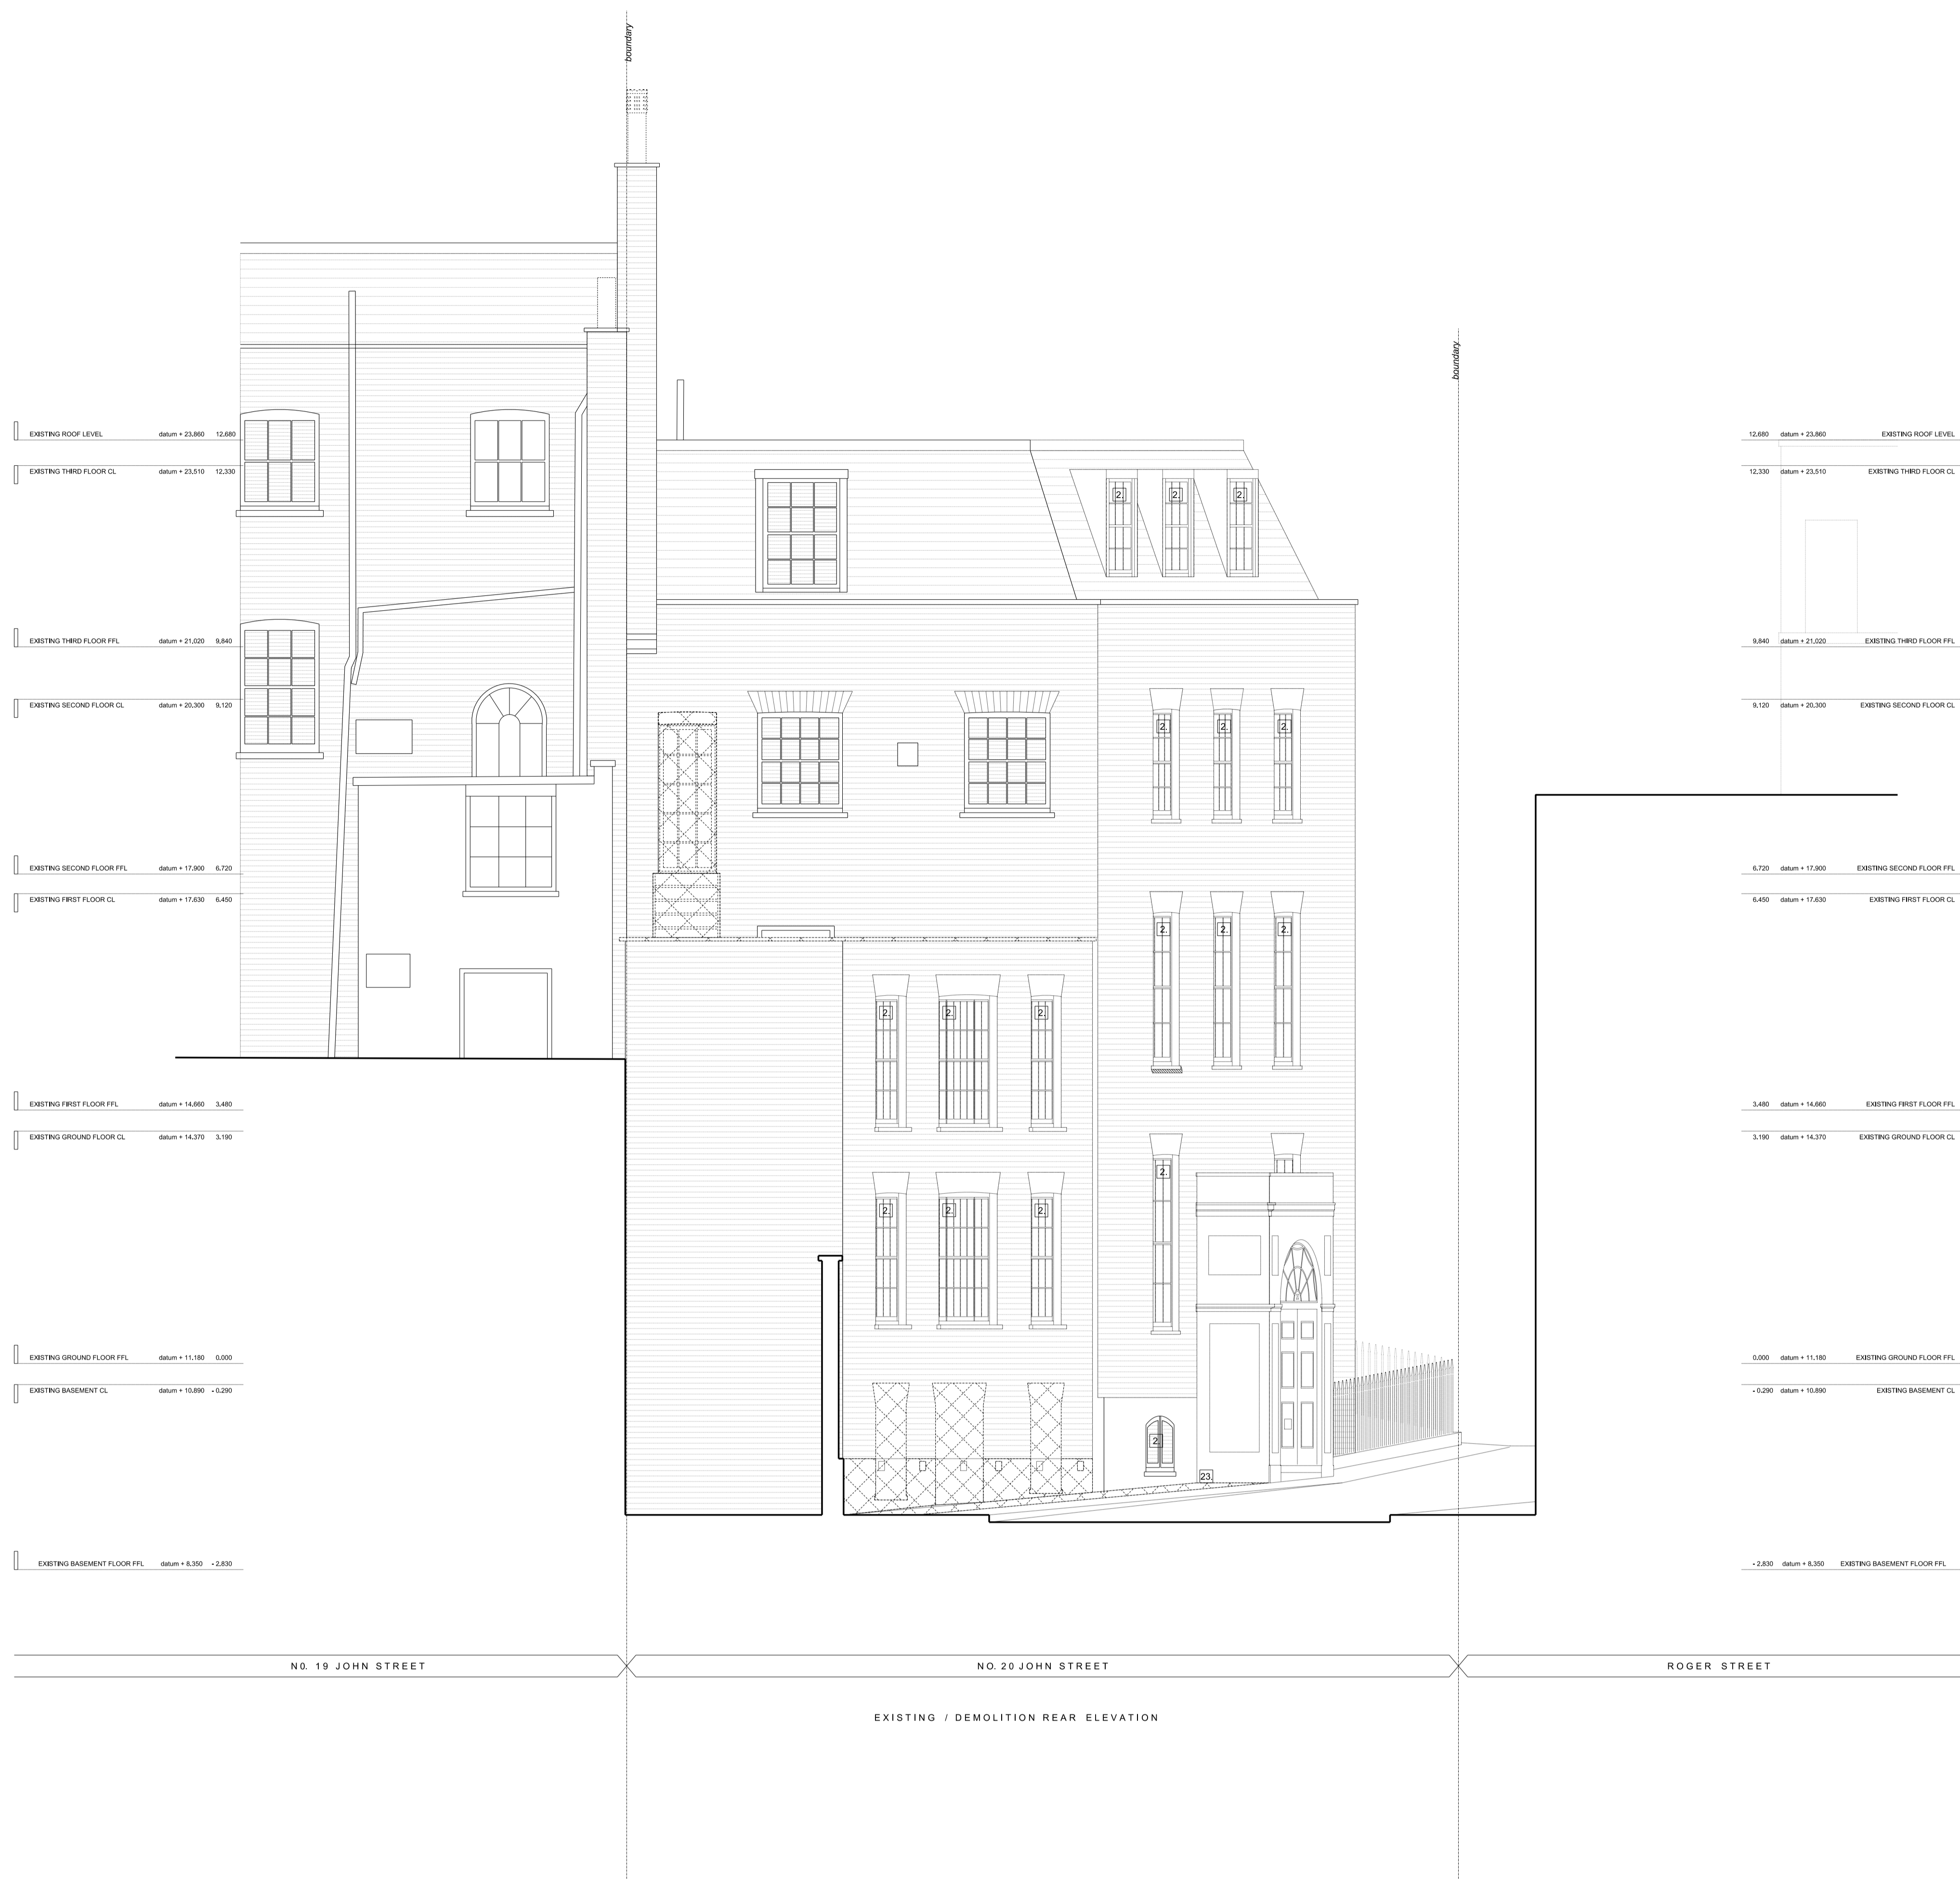 boundary
boundary
EXISTING ROOF LEVEL datum + 23,860 12,680
12,680 datum + 23,860 EXISTING ROOF LEVEL
EXISTING THIRD FLOOR CL datum + 23,510 12,330
12,330 datum + 23,510 EXISTING THIRD FLOOR CL
2. 2. 2.
EXISTING THIRD FLOOR FFL datum + 21,020 9,840
9,840 datum + 21,020 EXISTING THIRD FLOOR FFL
EXISTING SECOND FLOOR CL datum + 20,300 9,120
9,120 datum + 20,300 EXISTING SECOND FLOOR CL
2. 2. 2.
EXISTING SECOND FLOOR FFL datum + 17,900 6,720
6,720 datum + 17,900 EXISTING SECOND FLOOR FFL
EXISTING FIRST FLOOR CL datum + 17,630 6,450
6,450 datum + 17,630 EXISTING FIRST FLOOR CL
2. 2. 2.
2. 2. 2.
EXISTING FIRST FLOOR FFL datum + 14,660 3,480
3,480 datum + 14,660 EXISTING FIRST FLOOR FFL
EXISTING GROUND FLOOR CL datum + 14,370 3,190
3,190 datum + 14,370 EXISTING GROUND FLOOR CL
2.
2. 2. 2.
EXISTING GROUND FLOOR FFL datum + 11,180 0,000
0,000 datum + 11,180 EXISTING GROUND FLOOR FFL
EXISTING BASEMENT CL datum + 10,890 - 0,290
- 0,290 datum + 10,890 EXISTING BASEMENT CL
2.
23.
EXISTING BASEMENT FLOOR FFL datum + 8,350 - 2,830
- 2,830 datum + 8,350 EXISTING BASEMENT FLOOR FFL
N0. 19 JOHN STREET
NO. 20 JOHN STREET
ROGER STREET
EXISTING / DEMOLITION REAR ELEVATION